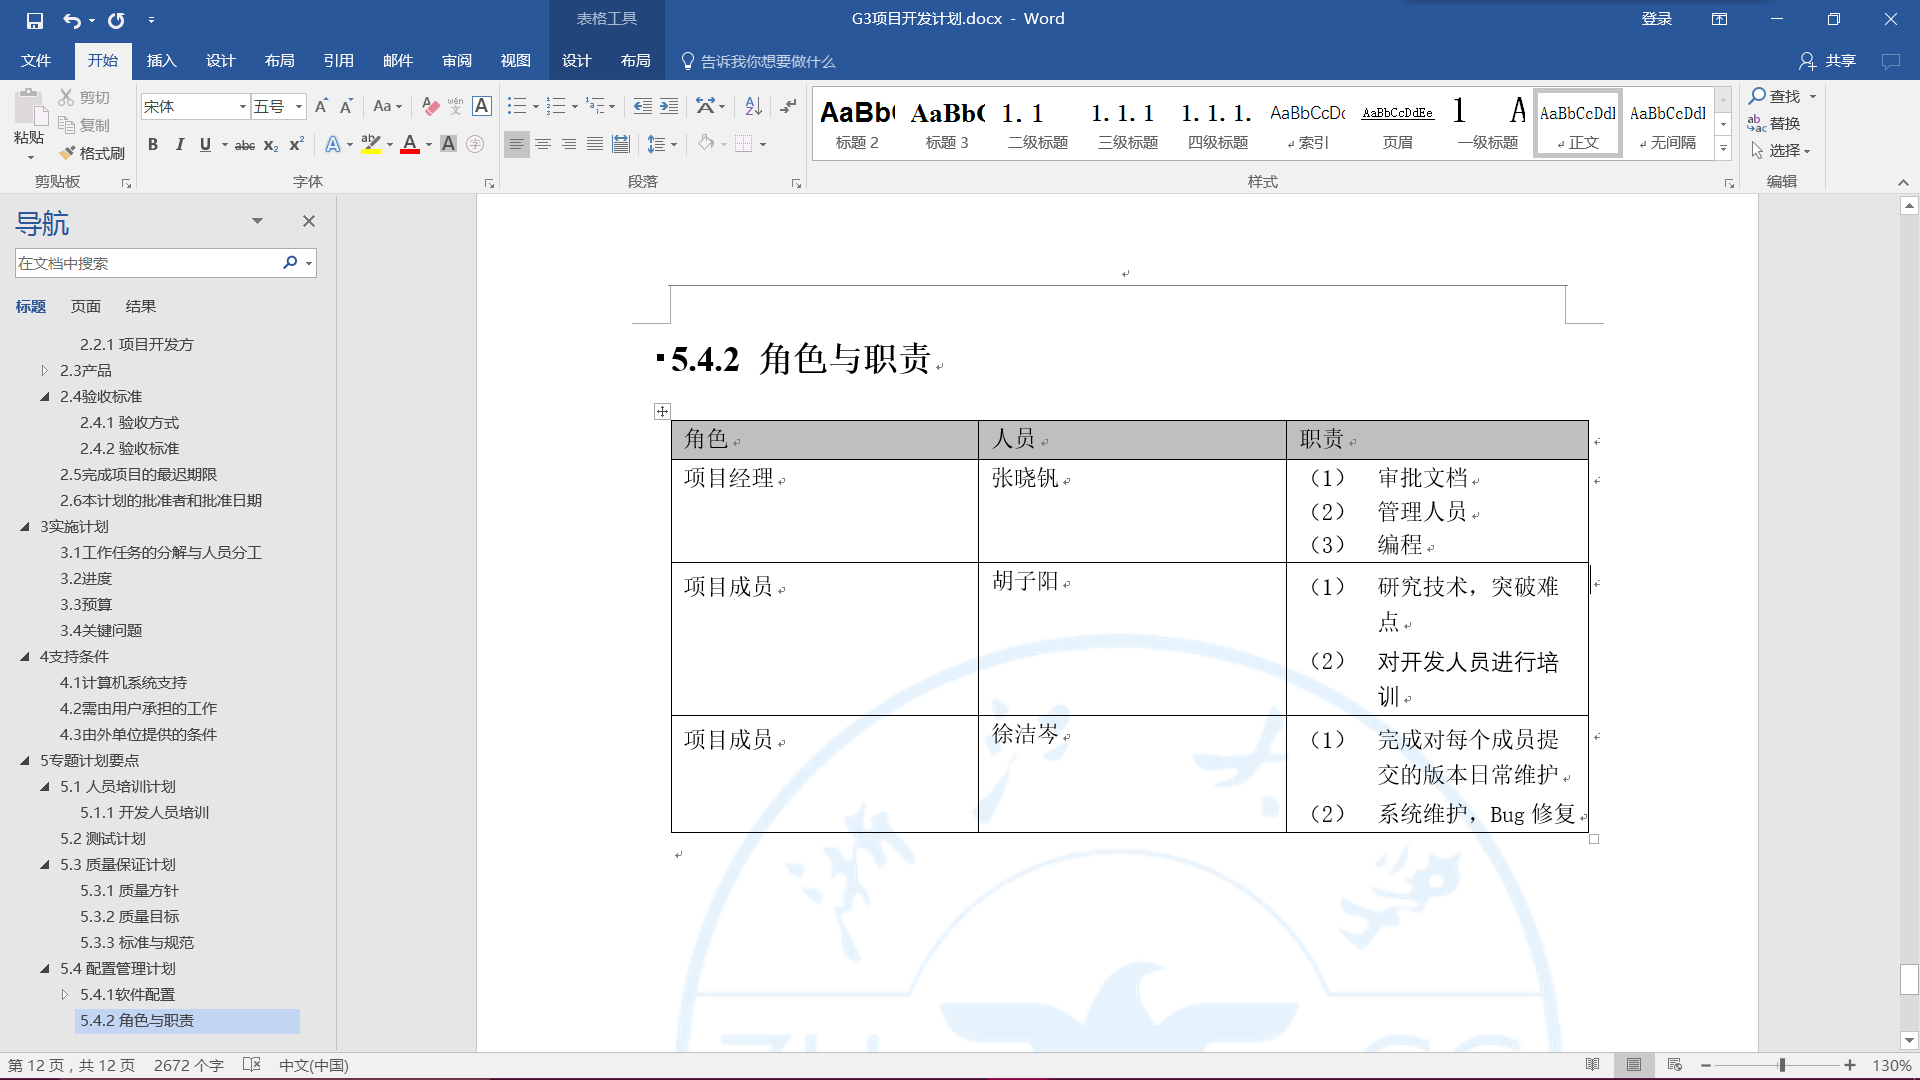 表格工具
G3项目开发计划.docx - Word
登录
文件
开始
插入
设计
布局
引用
邮件
审阅
视图
设计
布局
告诉我你想要做什么
共享
粘贴
剪切
复制
格式刷
剪贴板
宋体
五号
字体
段落
AaBb( AaBb( 1. 1 1. 1. 1 1. 1. 1. AaBbCcDc AaBbCcDdEe 1 A AaBbCcDdI AaBbCcDdI
标题 2 标题 3 二级标题 三级标题 四级标题 索引 页眉 一级标题 正文 无间隔
样式
查找
替换
选择
编辑
导航
在文档中搜索
标题 页面 结果
2.2.1 项目开发方
2.3产品
2.4验收标准
2.4.1 验收方式
2.4.2 验收标准
2.5完成项目的最迟期限
2.6本计划的批准者和批准日期
3实施计划
3.1工作任务的分解与人员分工
3.2进度
3.3预算
3.4关键问题
4支持条件
4.1计算机系统支持
4.2需由用户承担的工作
4.3由外单位提供的条件
5专题计划要点
5.1 人员培训计划
5.1.1 开发人员培训
5.2 测试计划
5.3 质量保证计划
5.3.1 质量方针
5.3.2 质量目标
5.3.3 标准与规范
5.4 配置管理计划
5.4.1软件配置
5.4.2 角色与职责
5.4.2 角色与职责
角色 人员 职责
项目经理 张晓钒 （1） 审批文档
（2） 管理人员
（3） 编程
项目成员 胡子阳 （1） 研究技术，突破难
点
（2） 对开发人员进行培
训
项目成员 徐洁岑 （1） 完成对每个成员提
交的版本日常维护
（2） 系统维护，Bug 修复
第 12 页，共 12 页 2672 个字 中文(中国)
130%